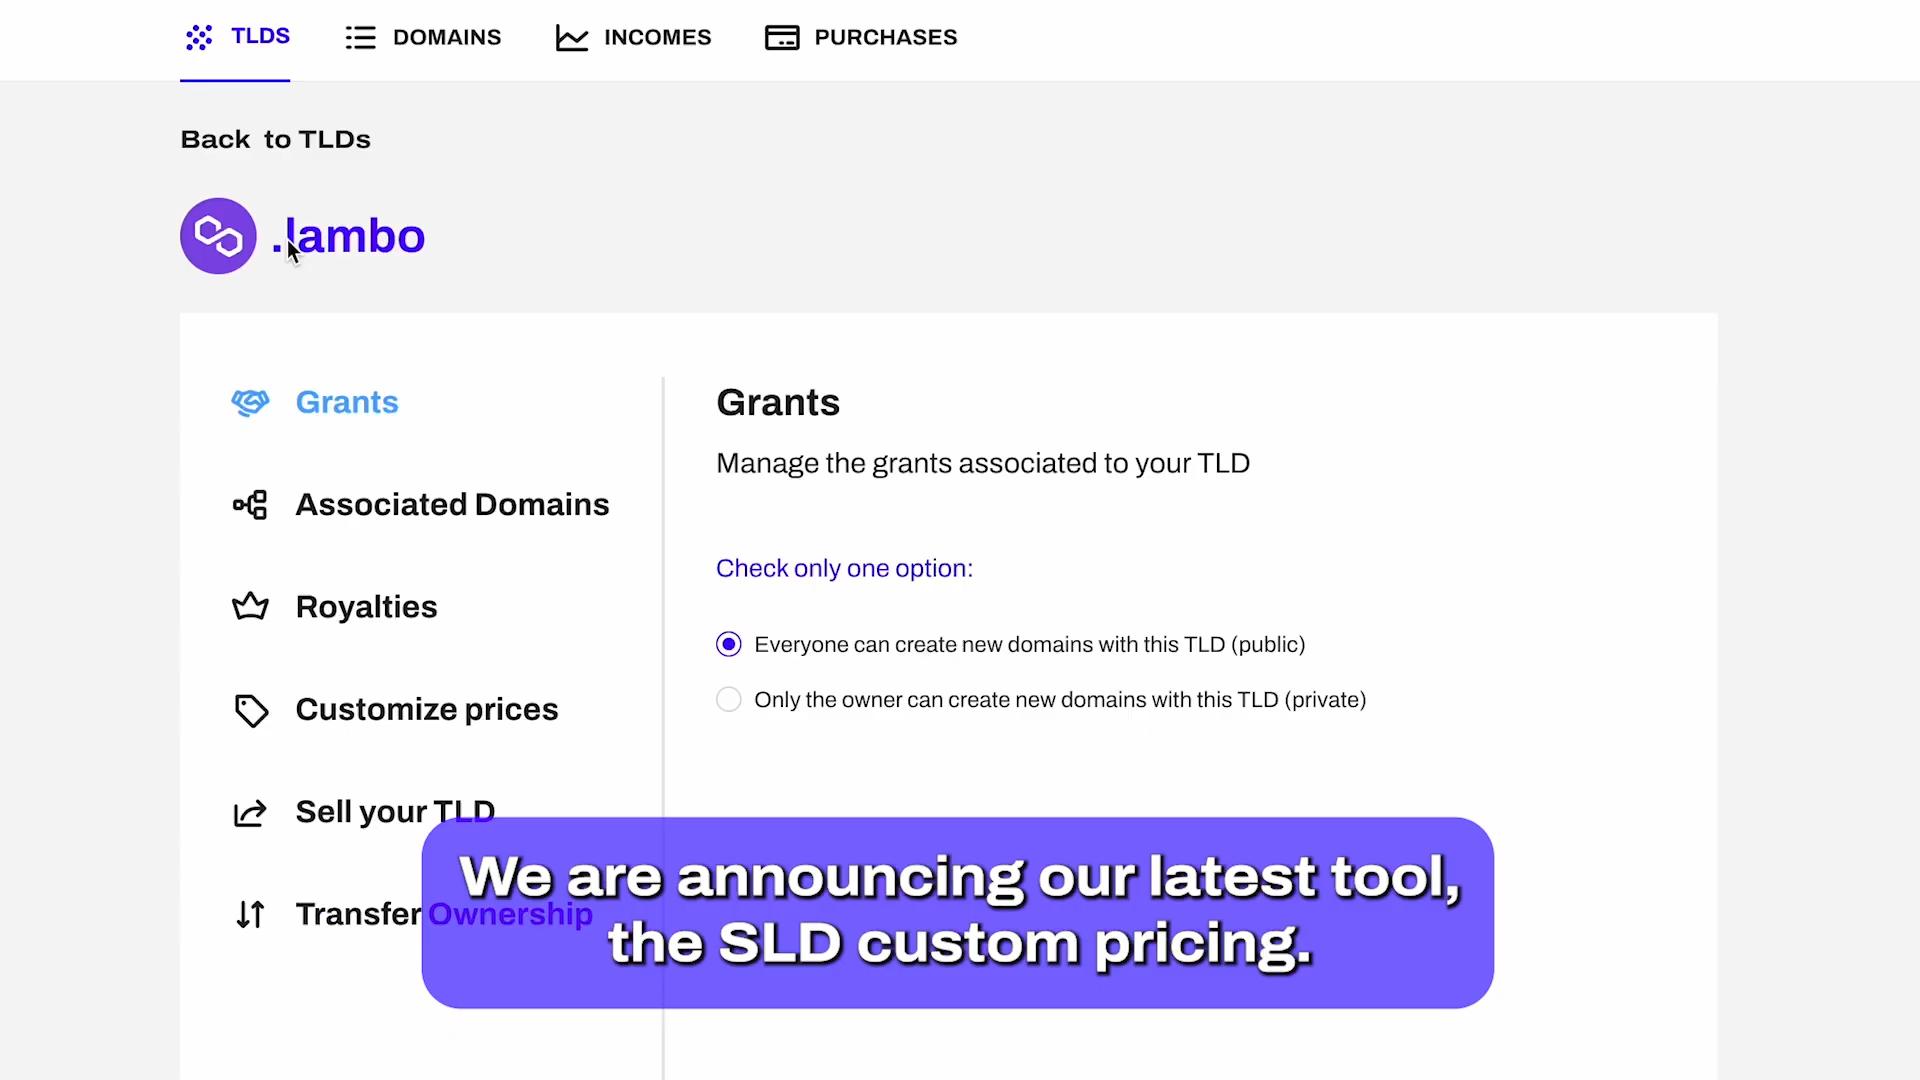 TLDS
DOMAINS
INCOMES
PURCHASES
Back to TLDs
.lambo
Grants
Associated Domains
Royalties
Customize prices
Sell your TLD
Transfer Ownership
Grants
Manage the grants associated to your TLD
Check only one option:
Everyone can create new domains with this TLD (public)
Only the owner can create new domains with this TLD (private)
We are announcing our latest tool,
the SLD custom pricing.